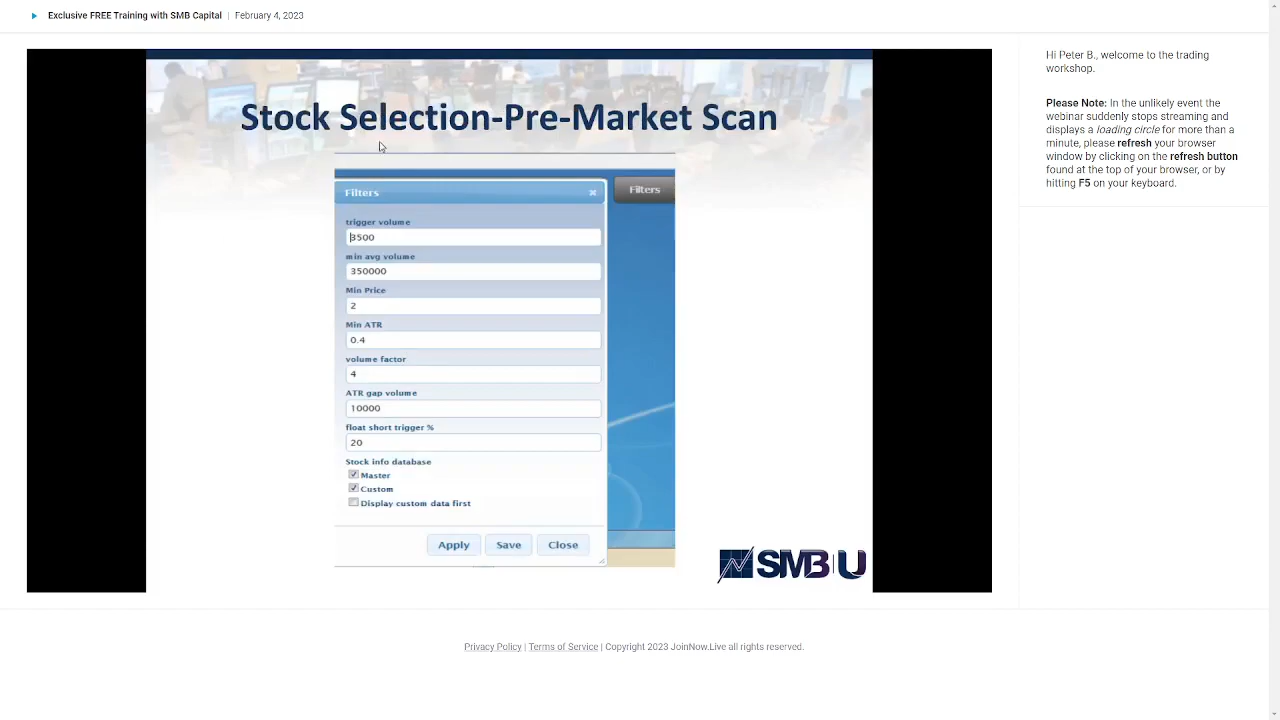 Exclusive FREE Training with SMB Capital | February 4, 2023
Hi Peter B., welcome to the trading
workshop.
Please Note: In the unlikely event the
webinar suddenly stops streaming and
displays a loading circle for more than a
minute, please refresh your browser
window by clicking on the refresh button
found at the top of your browser, or by
hitting F5 on your keyboard.
Stock Selection-Pre-Market Scan
Filters
Filters
trigger volume
3500
min avg volume
350000
Min Price
2
Min ATR
0.4
volume factor
4
ATR gap volume
10000
float short trigger %
20
Stock info database
Master
Custom
Display custom data first
Apply Save Close
SMB U
Privacy Policy | Terms of Service | Copyright 2023 JoinNow.Live all rights reserved.